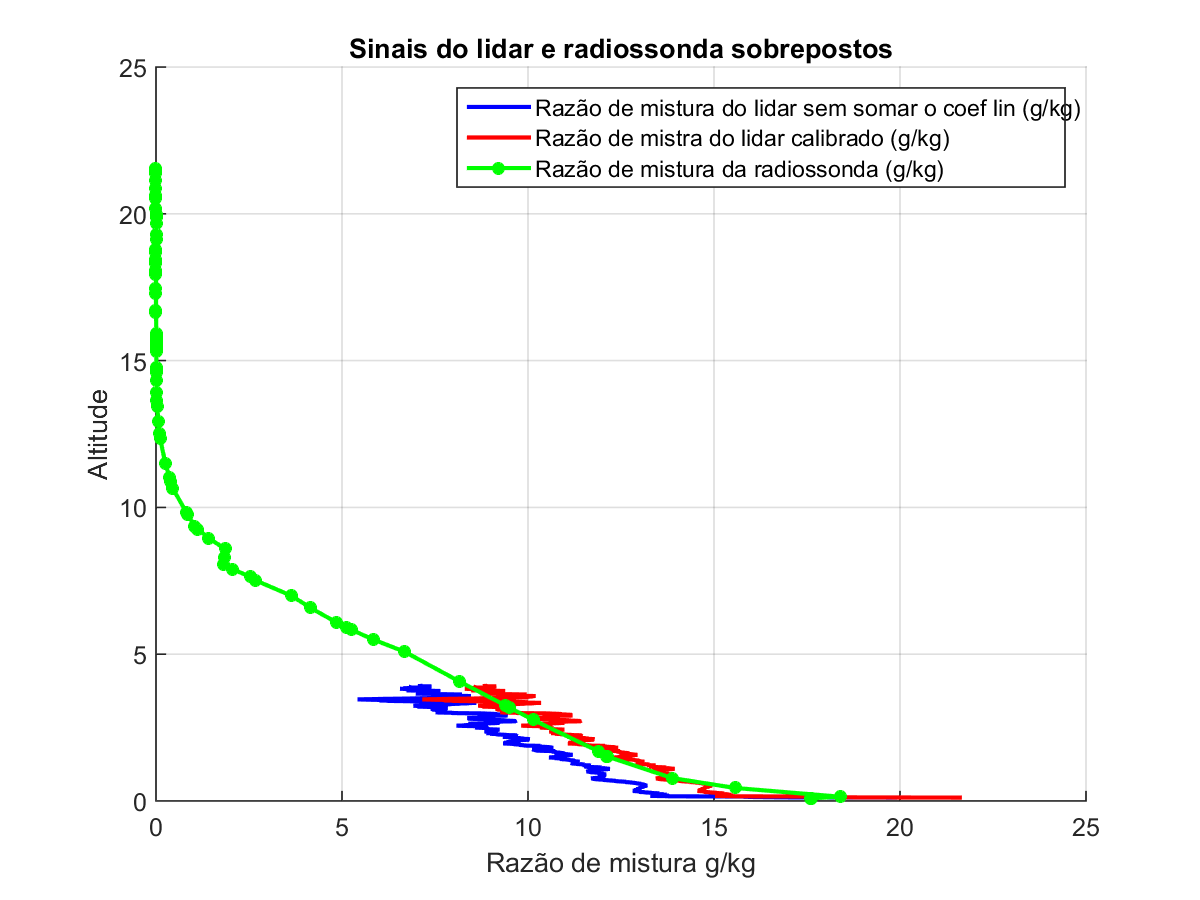 Sinais do lidar e radiossonda sobrepostos
25
Razão de mistura do lidar sem somar o coef lin (g/kg)
Razão de mistra do lidar calibrado (g/kg)
Razão de mistura da radiossonda (g/kg)
20
15
Altitude
10
5
0
0 5 10 15 20 25
Razão de mistura g/kg